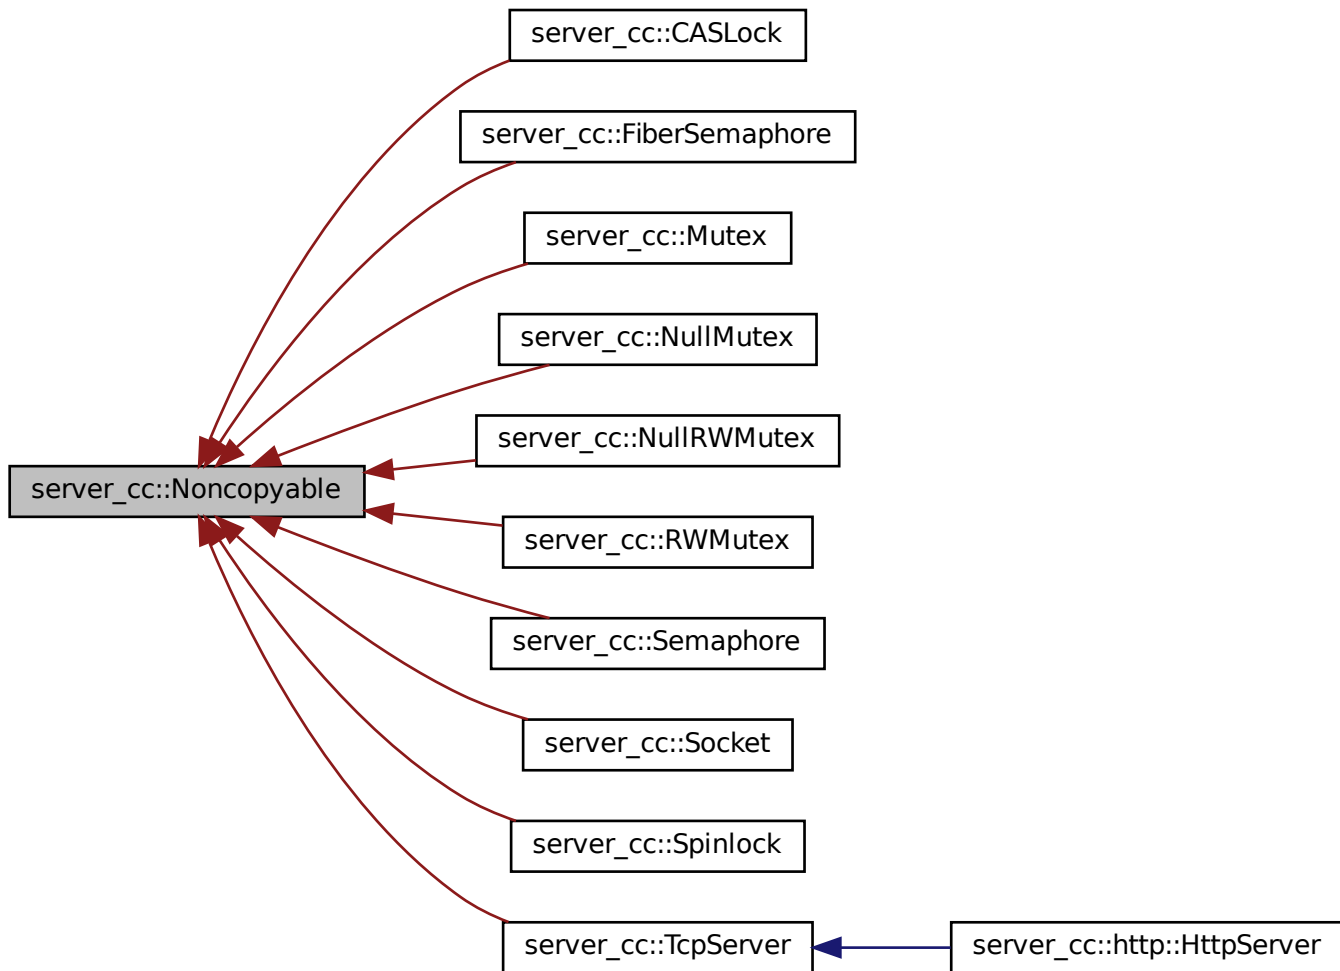 server_cc::CASLock
server_cc::FiberSemaphore
server_cc::Mutex
server_cc::NullMutex
server_cc::NullRWMutex
server_cc::Noncopyable
server_cc::RWMutex
server_cc::Semaphore
server_cc::Socket
server_cc::Spinlock
server_cc::TcpServer
server_cc::http::HttpServer